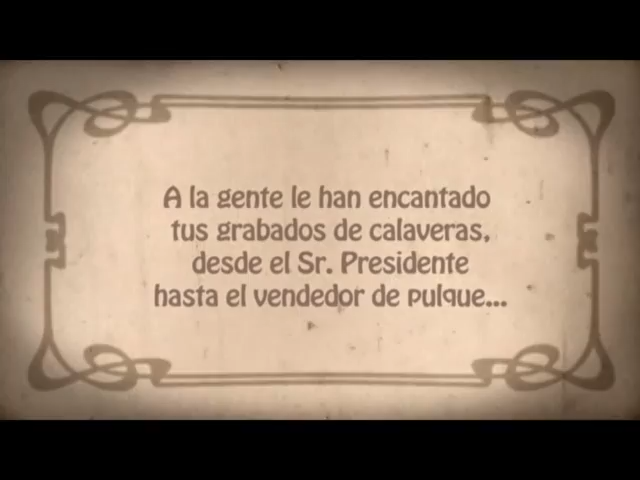 A la gente le han encantado
tus grabados de calaveras,
desde el Sr. Presidente
hasta el vendedor de pulque...